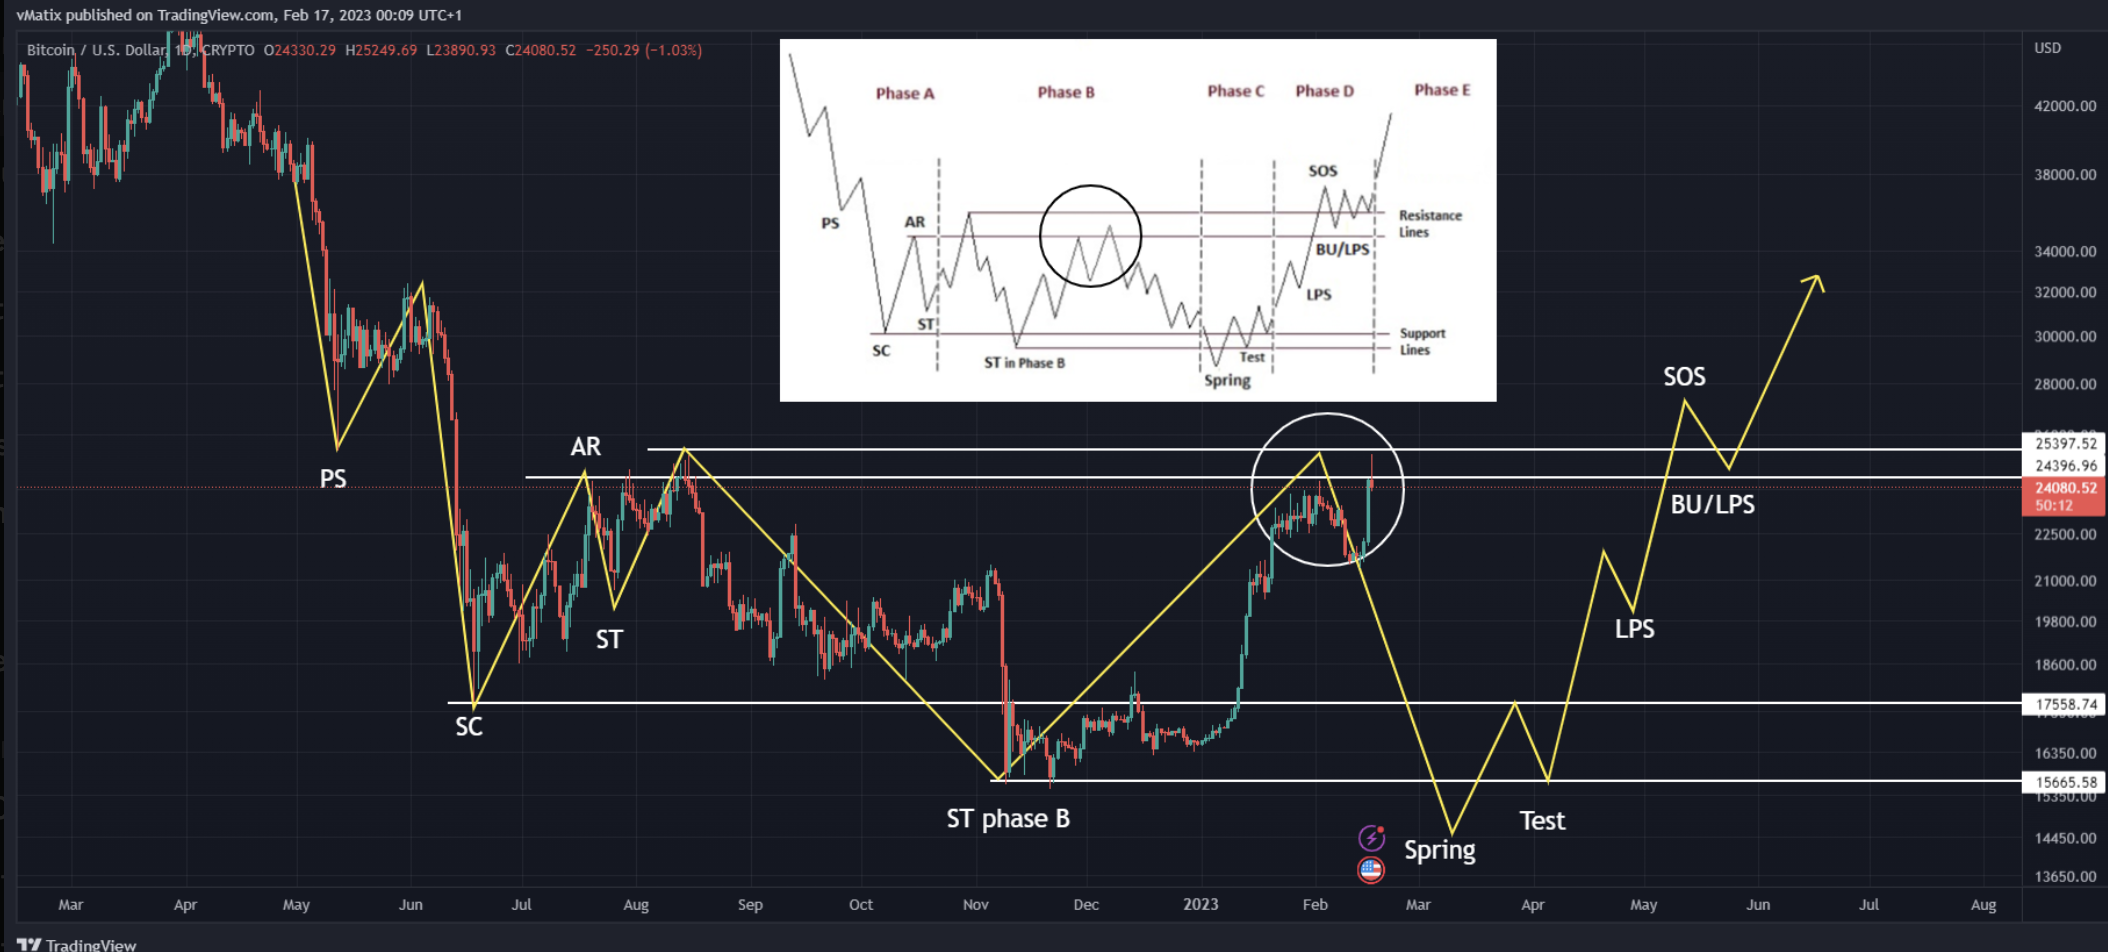 vMatix published on TradingView.com, Feb 17, 2023 00:09 UTC+1
Bitcoin / U.S. Dollar, 1D, CRYPTO O24330.29 H25249.69 L23890.93 C24080.52 −250.29 (−1.03%)
USD
Phase A Phase B Phase C Phase D Phase E
SOS
PS
AR
Resistance
Lines
BU/LPS
LPS
ST
SC
Support
Lines
ST in Phase B
Test
Spring
42000.00
38000.00
34000.00
32000.00
30000.00
28000.00
25397.52
24396.96
24080.52
50:12
22500.00
21000.00
19800.00
18600.00
17558.74
16350.00
15665.58
15350.00
14450.00
13650.00
PS
AR
SC
ST
ST phase B
Spring
Test
LPS
SOS
BU/LPS
Mar Apr May Jun Jul Aug Sep Oct Nov Dec 2023 Feb Mar Apr May Jun Jul Aug
TradingView